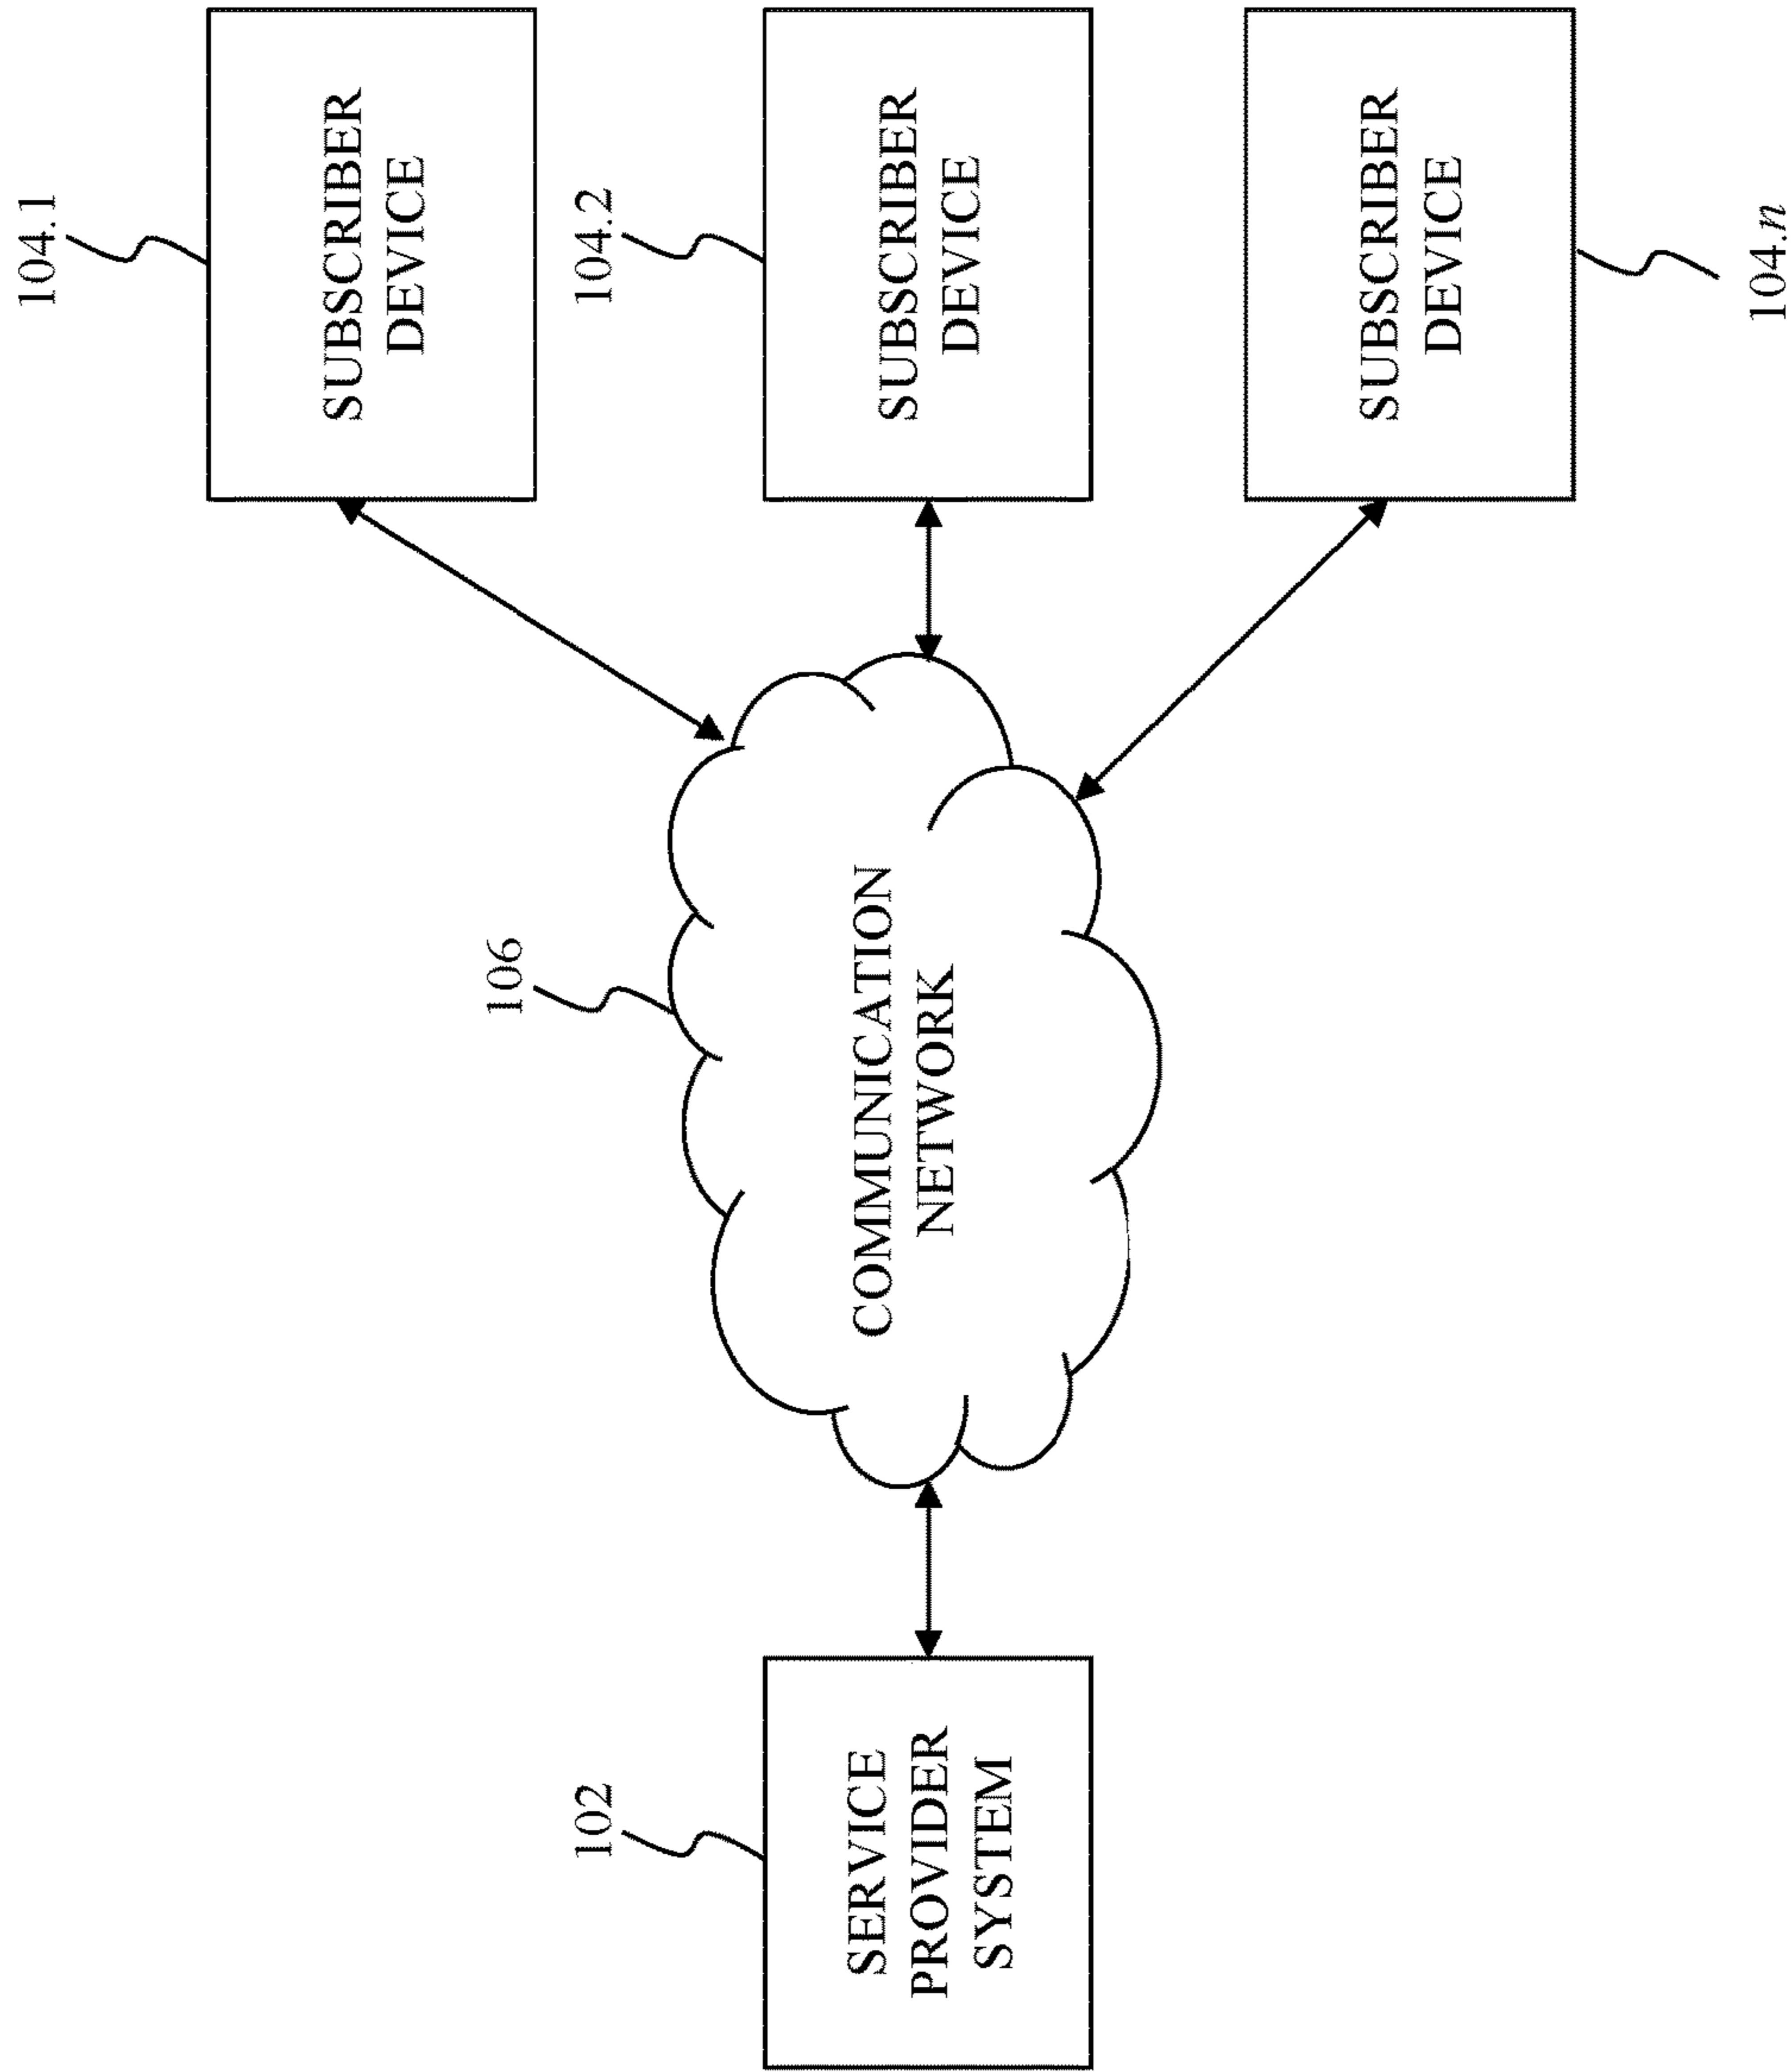 104.1
SUBSCRIBER
DEVICE
104.2
SUBSCRIBER
DEVICE
SUBSCRIBER
DEVICE
104.n
106
COMMUNICATION
NETWORK
102
SERVICE
PROVIDER
SYSTEM